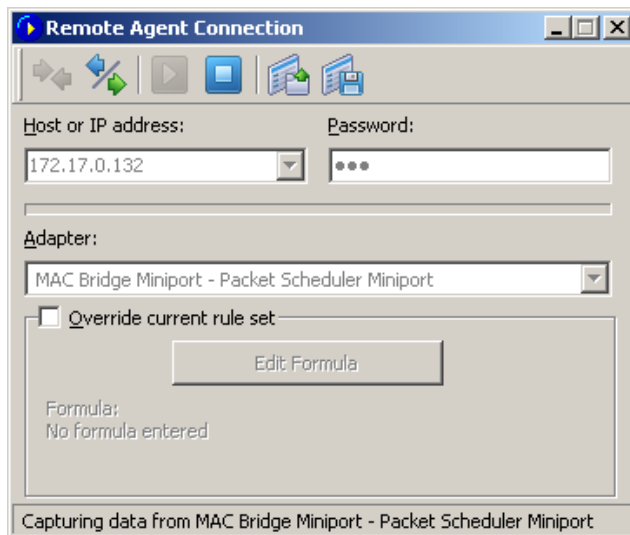 Remote Agent Connection
Host or IP address: Password:
172.17.0.132 •••
Adapter:
MAC Bridge Miniport - Packet Scheduler Miniport
Override current rule set
Edit Formula
Formula:
No formula entered
Capturing data from MAC Bridge Miniport - Packet Scheduler Miniport